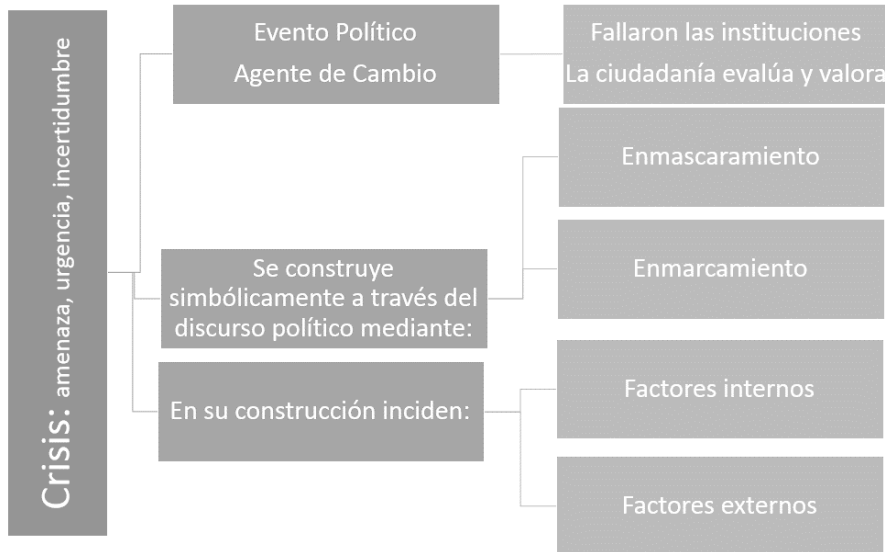 Crisis: amenaza, urgencia, incertidumbre
Evento Político
Agente de Cambio
Fallaron las instituciones
La ciudadanía evalúa y valora
Se construye
simbólicamente a través del
discurso político mediante:
Enmascaramiento
Enmarcamiento
En su construcción inciden:
Factores internos
Factores externos